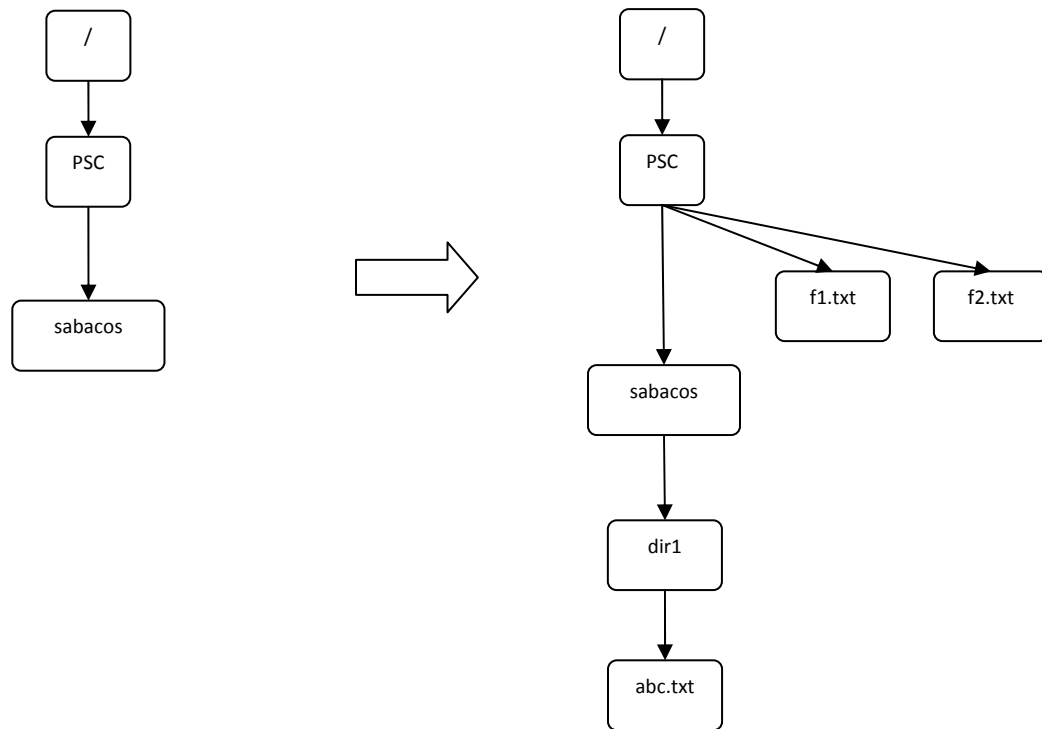 /
PSC
sabacos
/
PSC
f1.txt
f2.txt
sabacos
dir1
abc.txt